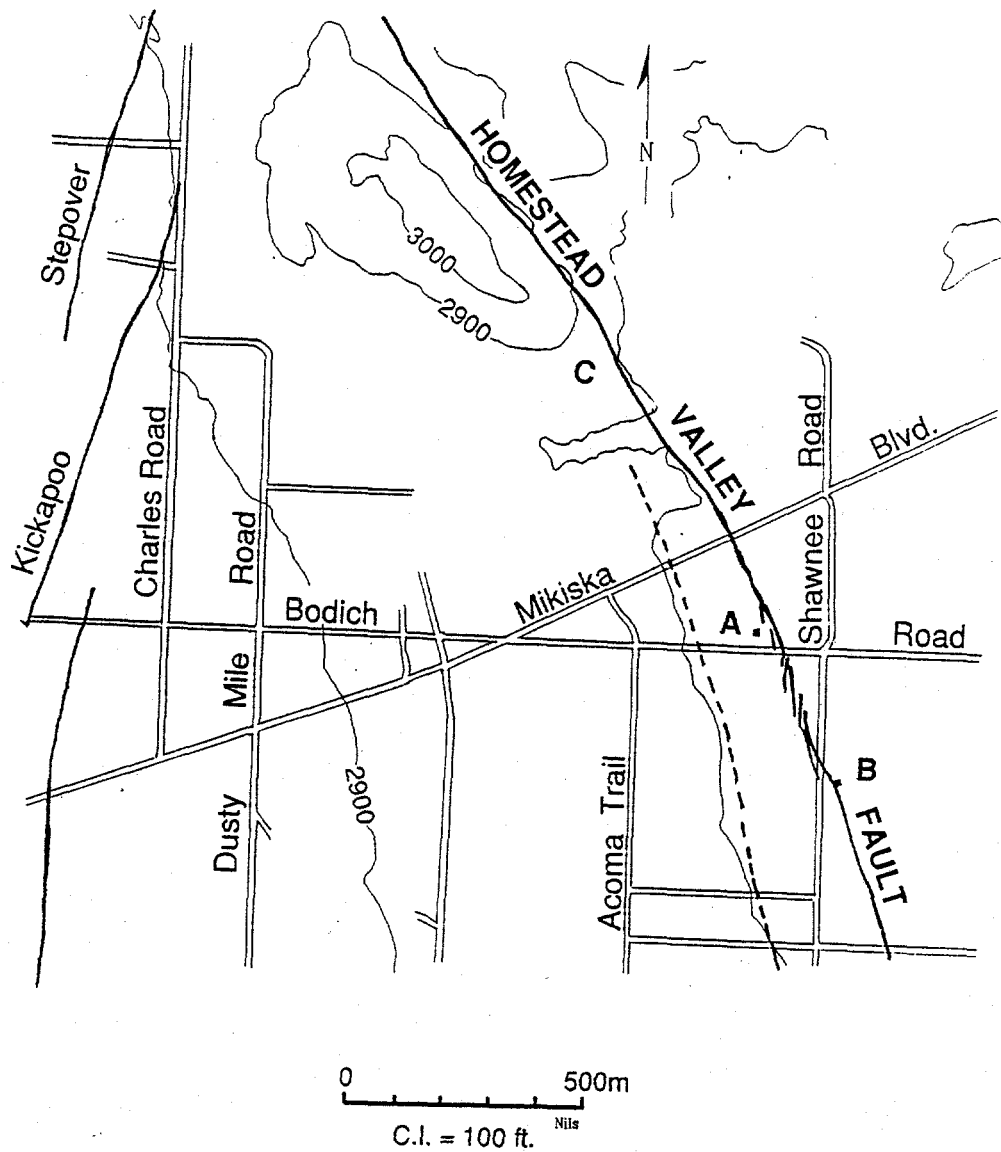 N
HOMESTEAD
VALLEY
FAULT
Stepover
Kickapoo
3000
2900
C
Charles Road
Road
Road
Blvd.
Shawnee
Mikiska
Bodich
A
Road
Mile
2900
Dusty
Acoma Trail
B
0 500m
Nils
C.I. = 100 ft.